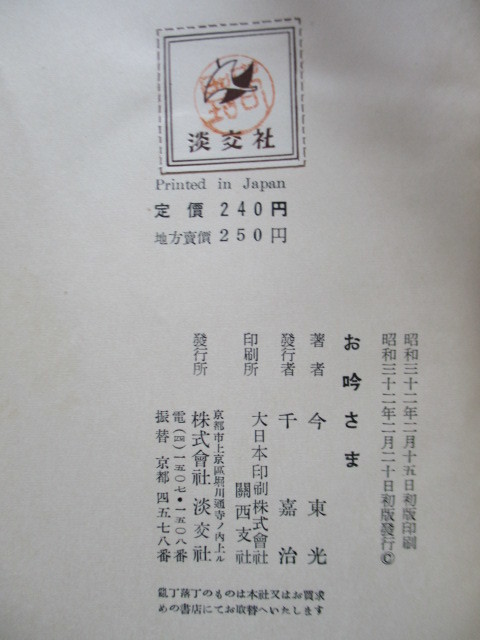 淡交社
Printed in Japan
定價 240円
地方賣價 250円
昭和三十二年二月十五日初版印刷
昭和三十二年二月二十日初版發行©
お吟さま
著者 今東光
發行者 千嘉治
印刷所 大日本印刷株式會社
關西支社
發行所 京都市上京區堀川通寺ノ内上ル
株式會社 淡交社
電(四)一五〇七・一五〇八番
振替 京都 四五七八番
亂丁落丁のものは本社又はお買求
めの書店にてお取替へいたします